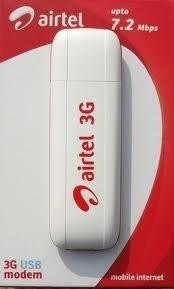 airtel
upto
7.2 Mbps
airtel 3G
3G USB
modem
mobile internet